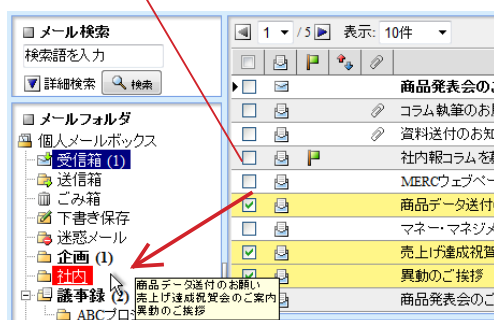 メール検索
検索語を入力
詳細検索 検索
メールフォルダ
個人メールボックス
受信箱 (1)
送信箱
ごみ箱
下書き保存
迷惑メール
企画 (1)
社内
議事録 (2)
ABCプロ
商品データ送付のお願い
売上げ達成祝賀会のご案内
異動のご挨拶
1 / 5 表示: 10件
商品発表会の
コラム執筆のお
資料送付のお知
社内報コラムを
MERCウェブペー
商品データ送付
マネー・マネジメ
売上げ達成祝賀
異動のご挨拶
商品発表会のご